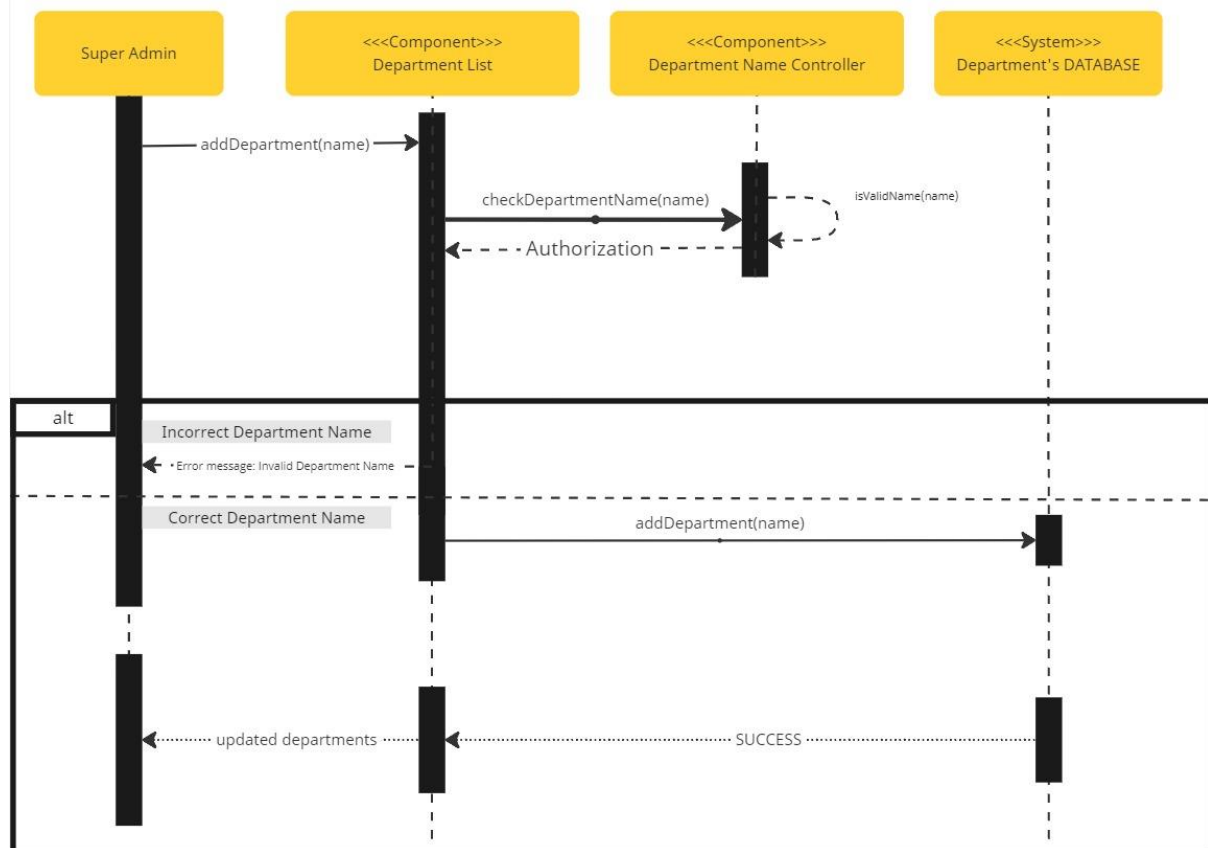 Super Admin
<<<Component>>>
Department List
<<<Component>>>
Department Name Controller
<<<System>>>
Department's DATABASE
addDepartment(name)
checkDepartmentName(name)
isValidName(name)
Authorization
alt
Incorrect Department Name
Error message: Invalid Department Name
Correct Department Name
addDepartment(name)
updated departments
SUCCESS